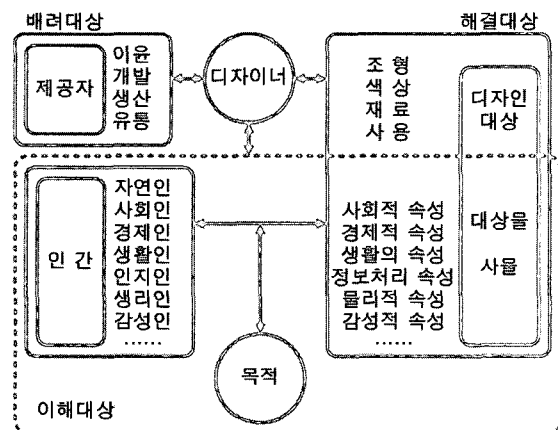 배려대상
해결대상
제공자
이윤
개발
생산
유통
디자이너
조 형
색 상
재 료
사 용
디자인
대상
인 간
자연인
사회인
경제인
생활인
인지인
생리인
감성인
......
사회적 속성
경제적 속성
생활의 속성
정보처리 속성
물리적 속성
감성적 속성
......
대상물
사물
목적
이해대상